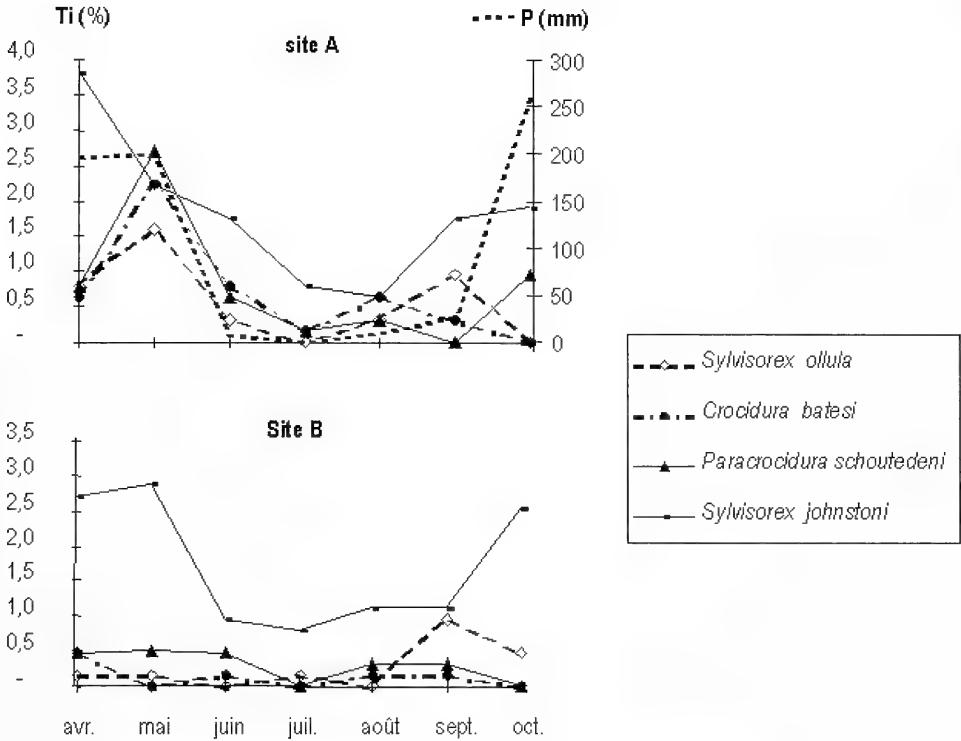 Ti (%)
P (mm)
site A
4,0
3,5
3,0
2,5
2,0
1,5
1,0
0,5
-
300
250
200
150
100
50
0
Sylvisorex ollula
Crocidura batesi
Paracrocidura schoutedeni
Sylvisorex johnstoni
Site B
3,5
3,0
2,5
2,0
1,5
1,0
0,5
-
avr. mai juin juil. août sept. oct.